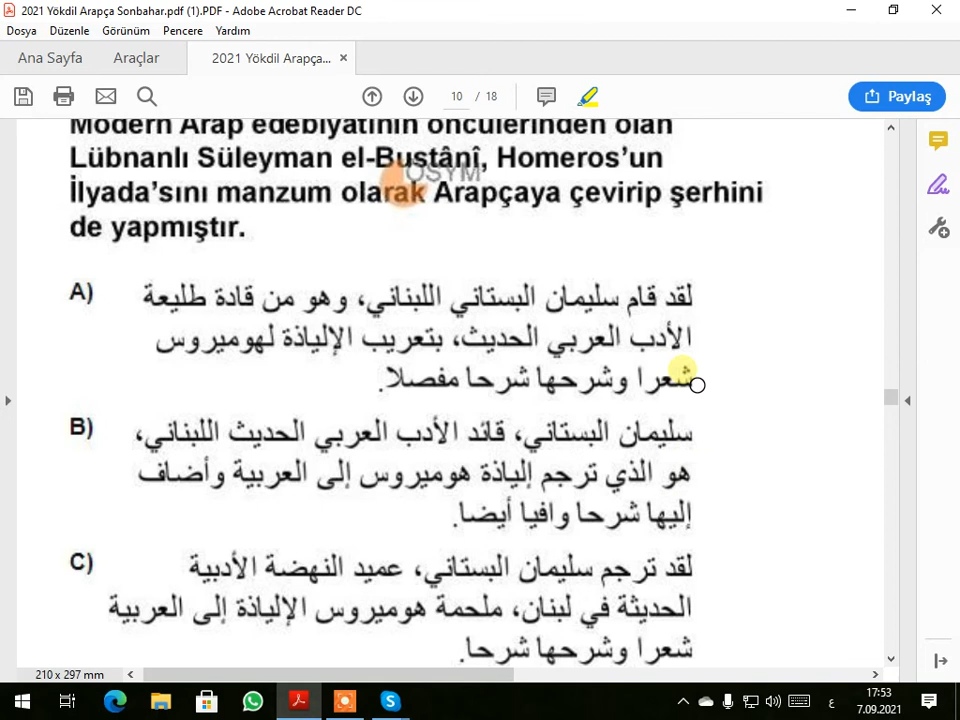 2021 Yökdil Arapça Sonbahar.pdf (1).PDF - Adobe Acrobat Reader DC
Dosya Düzenle Görünüm Pencere Yardım
Ana Sayfa Araçlar 2021 Yökdil Arapça... ×
10 / 18 Paylaş
Modern Arap edebiyatının öncülerinden olan
Lübnanlı Süleyman el-Bustânî, Homeros'un
ÖSYM
İlyada'sını manzum olarak Arapçaya çevirip şerhini
de yapmıştır.
A) لقد قام سليمان البستاني اللبناني، وهو من قادة طليعة
الأدب العربي الحديث، بتعريب الإلياذة لهوميروس
شعرا وشرحها شرحا مفصلا.
B) سليمان البستاني، قائد الأدب العربي الحديث اللبناني،
هو الذي ترجم إلياذة هوميروس إلى العربية وأضاف
إليها شرحا وافيا أيضا.
C) لقد ترجم سليمان البستاني، عميد النهضة الأدبية
الحديثة في لبنان، ملحمة هوميروس الإلياذة إلى العربية
شعرا وشرحها شرحا.
210 x 297 mm
17:53
ع
7.09.2021